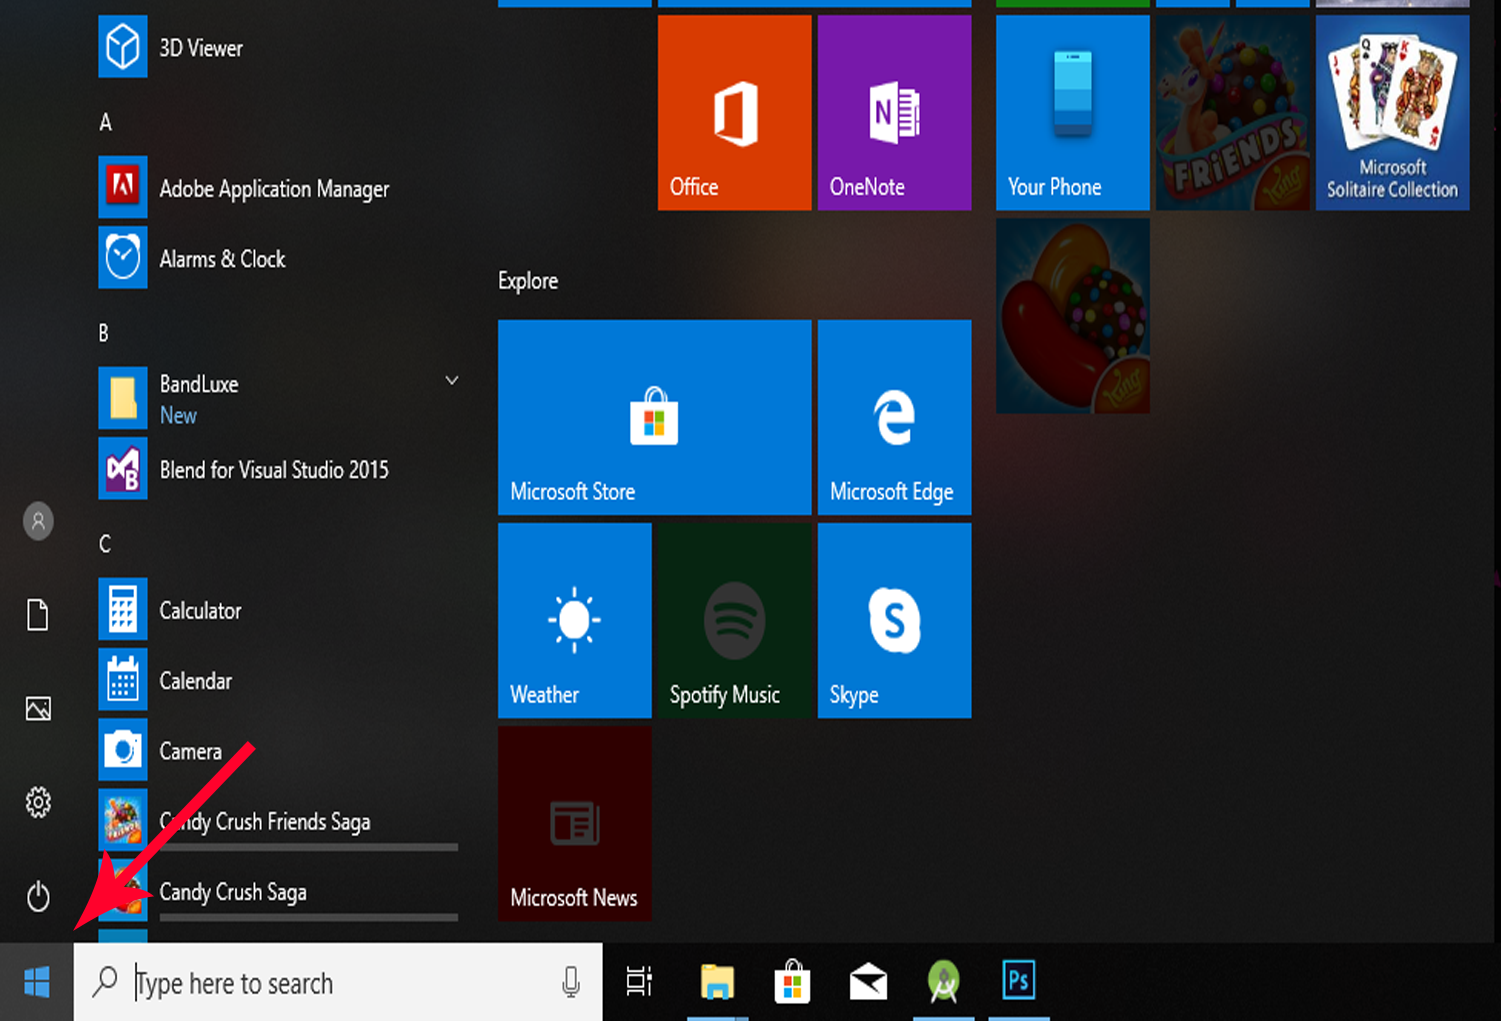 3D Viewer
A
Adobe Application Manager
Alarms & Clock
B
BandLuxe
New
Blend for Visual Studio 2015
C
Calculator
Calendar
Camera
Candy Crush Friends Saga
Candy Crush Saga
Office
N
OneNote
Your Phone
FRiENDS
King
J
Q
K
K
Microsoft
Solitaire Collection
King
Explore
Microsoft Store
Microsoft Edge
Weather
Spotify Music
S
Skype
Microsoft News
Type here to search
Ps